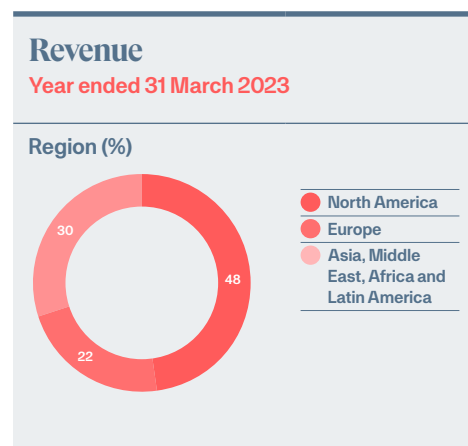 Revenue
Year ended 31 March 2023
Region (%)
30
48
22
North America
Europe
Asia, Middle
East, Africa and
Latin America